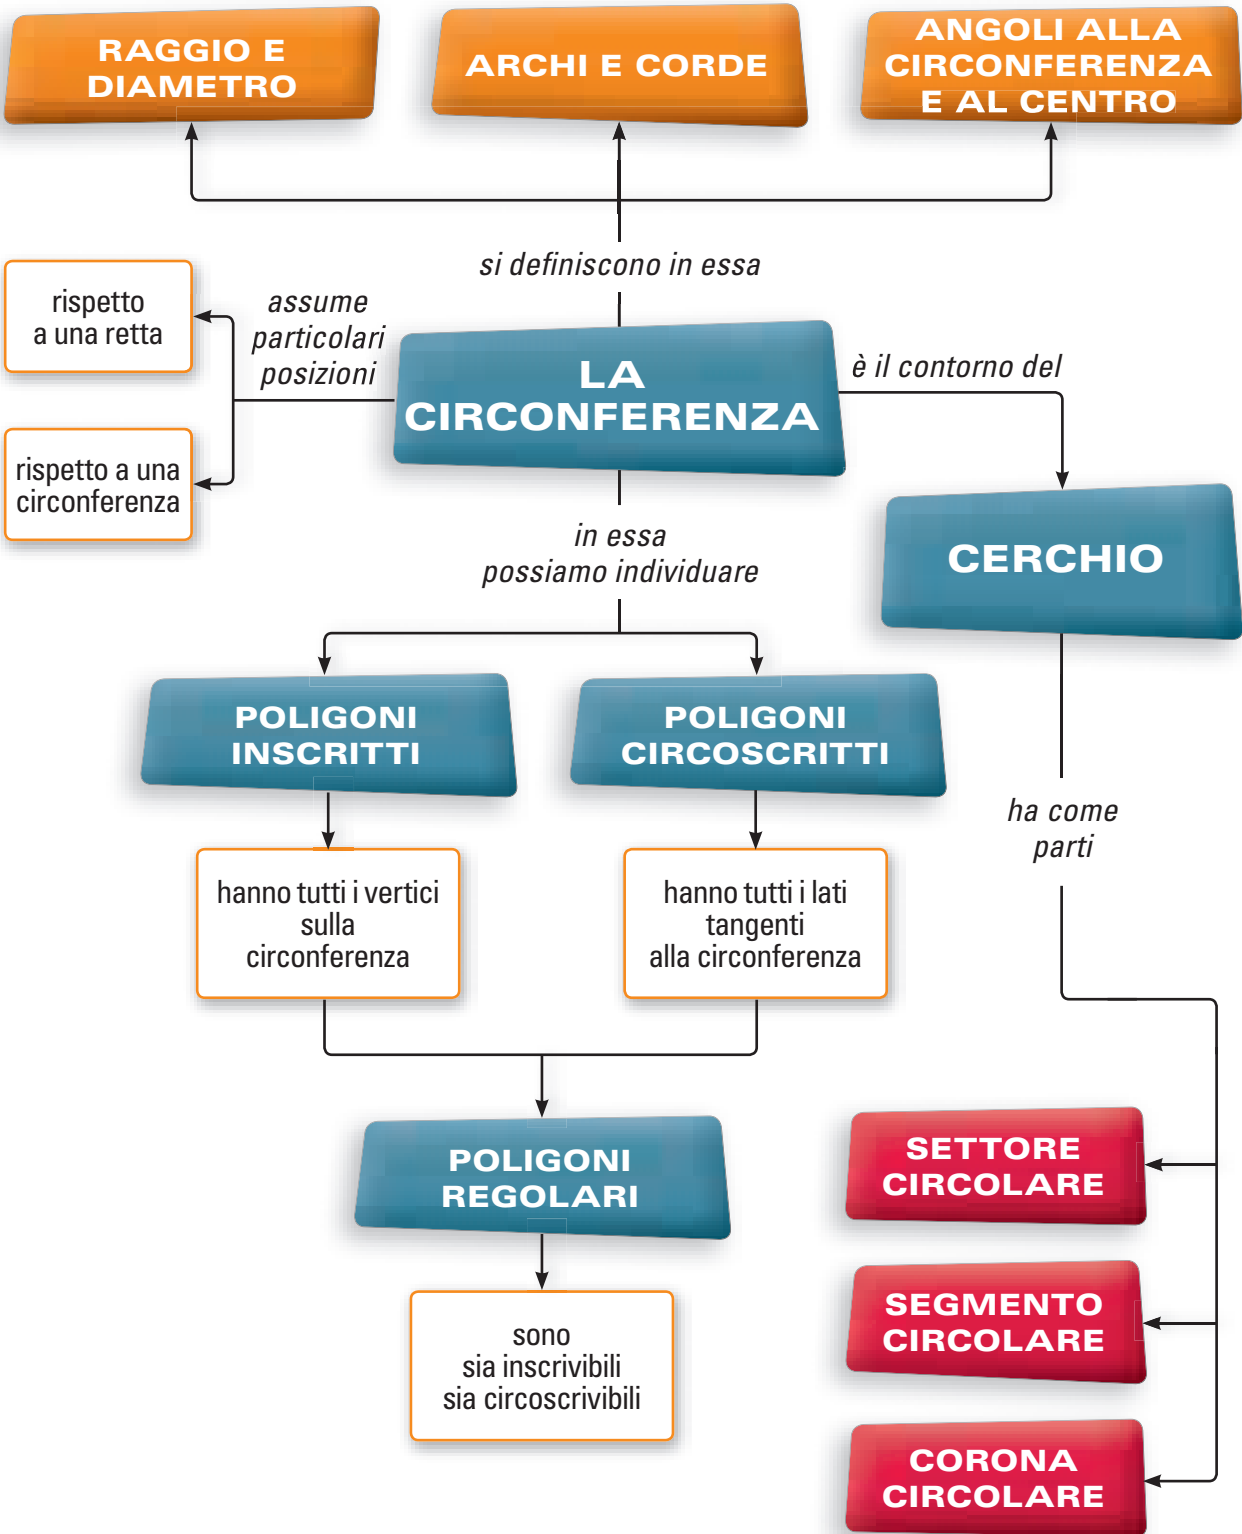 RAGGIO E
DIAMETRO
ARCHI E CORDE
ANGOLI ALLA
CIRCONFERENZA
E AL CENTRO
si definiscono in essa
rispetto
a una retta
assume
particolari
posizioni
rispetto a una
circonferenza
LA
CIRCONFERENZA
è il contorno del
CERCHIO
in essa
possiamo individuare
POLIGONI
INSCRITTI
POLIGONI
CIRCOSCRITTI
ha come
parti
hanno tutti i vertici
sulla
circonferenza
hanno tutti i lati
tangenti
alla circonferenza
POLIGONI
REGOLARI
sono
sia inscrivibili
sia circoscrivibili
SETTORE
CIRCOLARE
SEGMENTO
CIRCOLARE
CORONA
CIRCOLARE